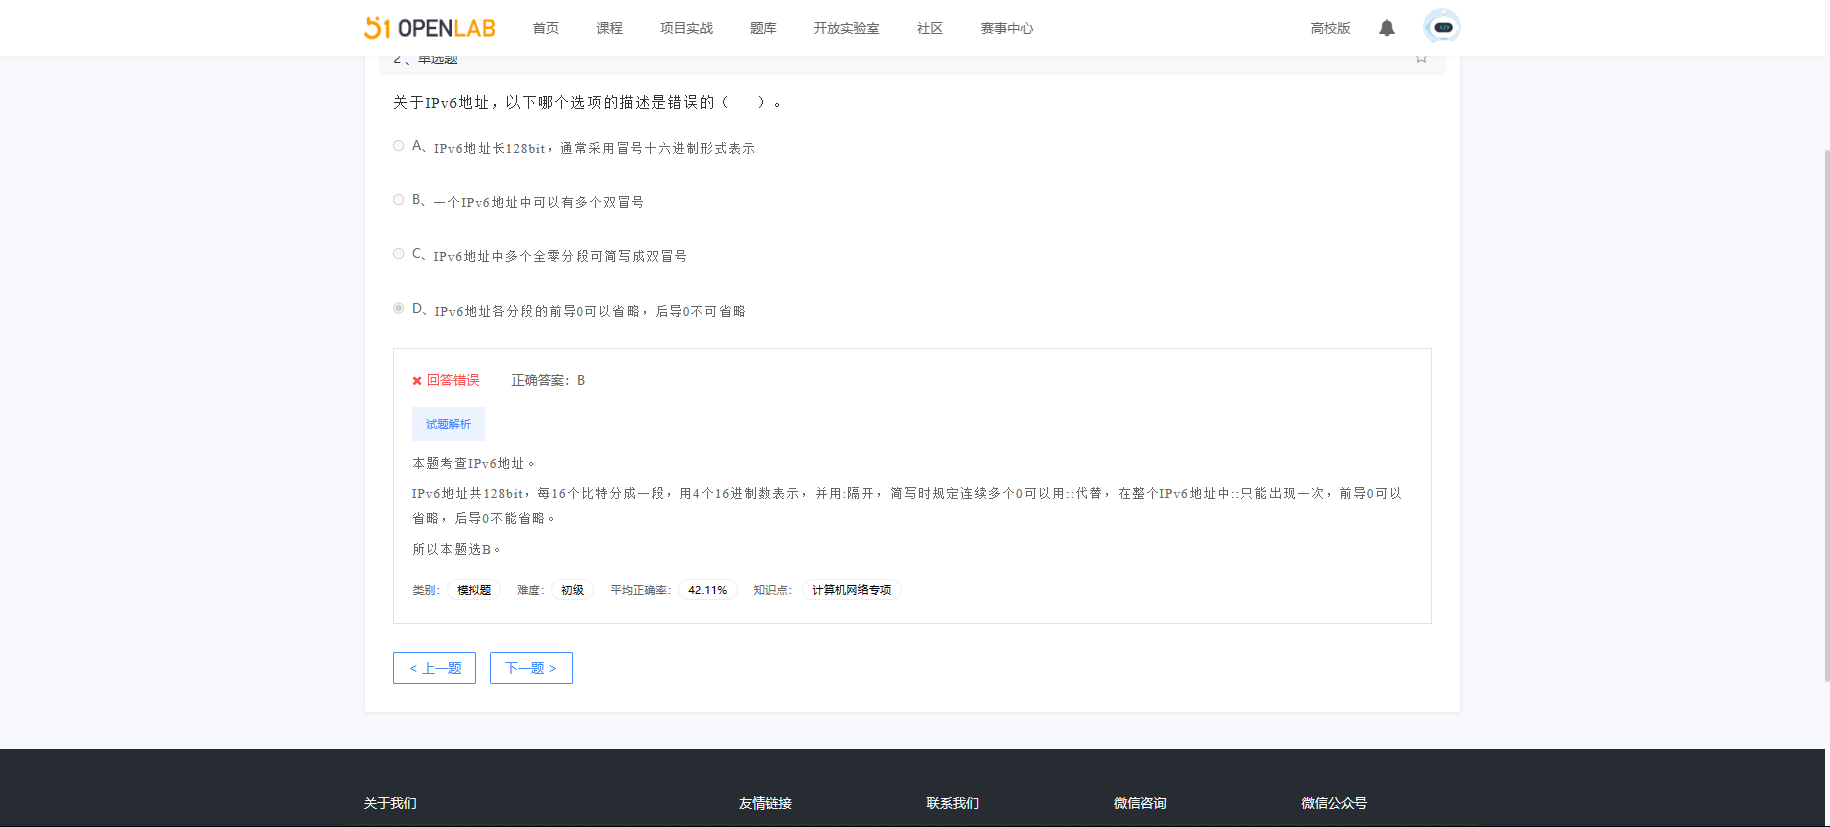 51 OPENLAB 首页 课程 项目实战 题库 开放实验室 社区 赛事中心 高校版
2、单选题
关于IPv6地址，以下哪个选项的描述是错误的（　　）。
A、IPv6地址长128bit，通常采用冒号十六进制形式表示
B、一个IPv6地址中可以有多个双冒号
C、IPv6地址中多个全零分段可简写成双冒号
D、IPv6地址各分段的前导0可以省略，后导0不可省略
回答错误 正确答案：B
试题解析
本题考查IPv6地址。
IPv6地址共128bit，每16个比特分成一段，用4个16进制数表示，并用:隔开，简写时规定连续多个0可以用::代替，在整个IPv6地址中::只能出现一次，前导0可以
省略，后导0不能省略。
所以本题选B。
类别： 模拟题 难度： 初级 平均正确率： 42.11% 知识点： 计算机网络专项
< 上一题 下一题 >
关于我们 友情链接 联系我们 微信咨询 微信公众号